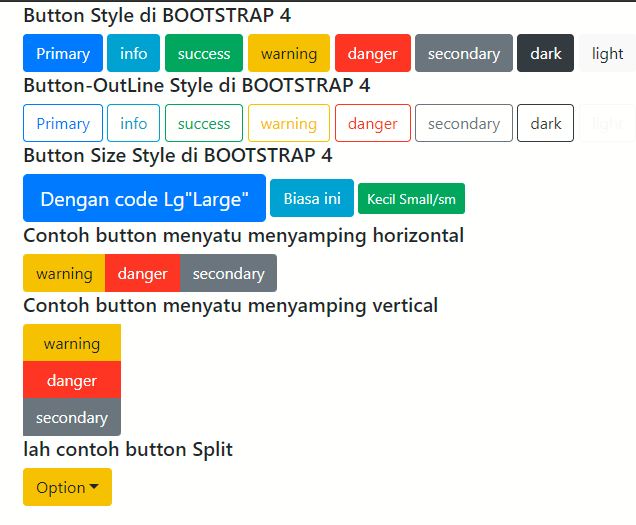 Button Style di BOOTSTRAP 4
Primary info success warning danger secondary dark light
Button-OutLine Style di BOOTSTRAP 4
Primary info success warning danger secondary dark light
Button Size Style di BOOTSTRAP 4
Dengan code Lg"Large" Biasa ini Kecil Small/sm
Contoh button menyatu menyamping horizontal
warning danger secondary
Contoh button menyatu menyamping vertical
warning
danger
secondary
lah contoh button Split
Option